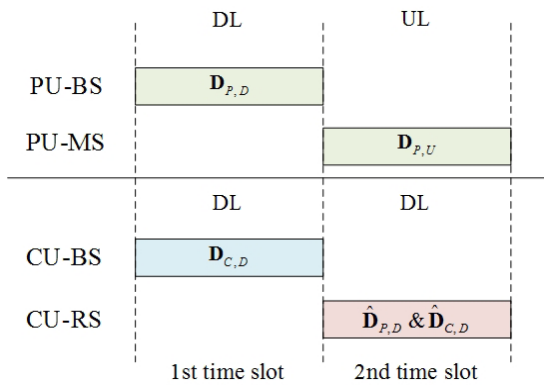 DL UL
PU-BS D_{P,D}
PU-MS D_{P,U}
DL DL
CU-BS D_{C,D}
CU-RS D̂_{P,D} & D̂_{C,D}
1st time slot 2nd time slot